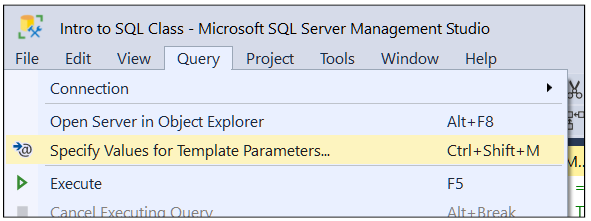 Intro to SQL Class - Microsoft SQL Server Management Studio
File Edit View Query Project Tools Window Help
Connection
Open Server in Object Explorer Alt+F8
Specify Values for Template Parameters... Ctrl+Shift+M
M...
Execute F5
Cancel Executing Query Alt+Break